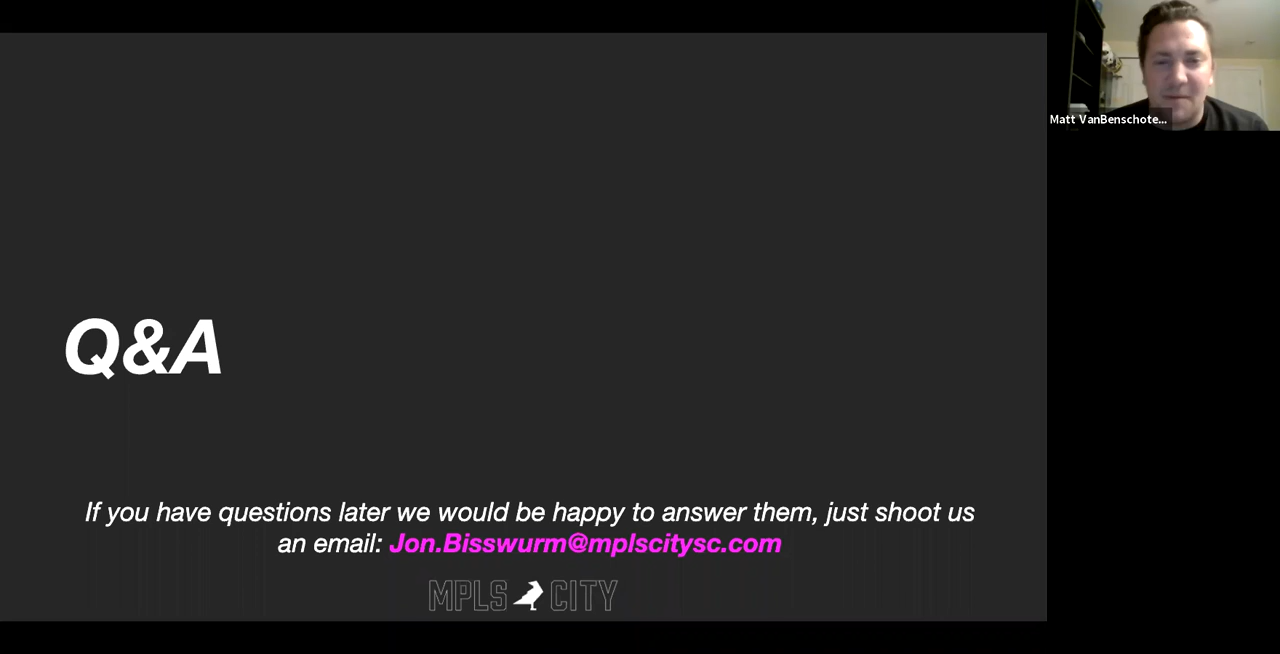 Matt VanBenschote...
Q&A
If you have questions later we would be happy to answer them, just shoot us
an email: Jon.Bisswurm@mplscitysc.com
MPLS CITY